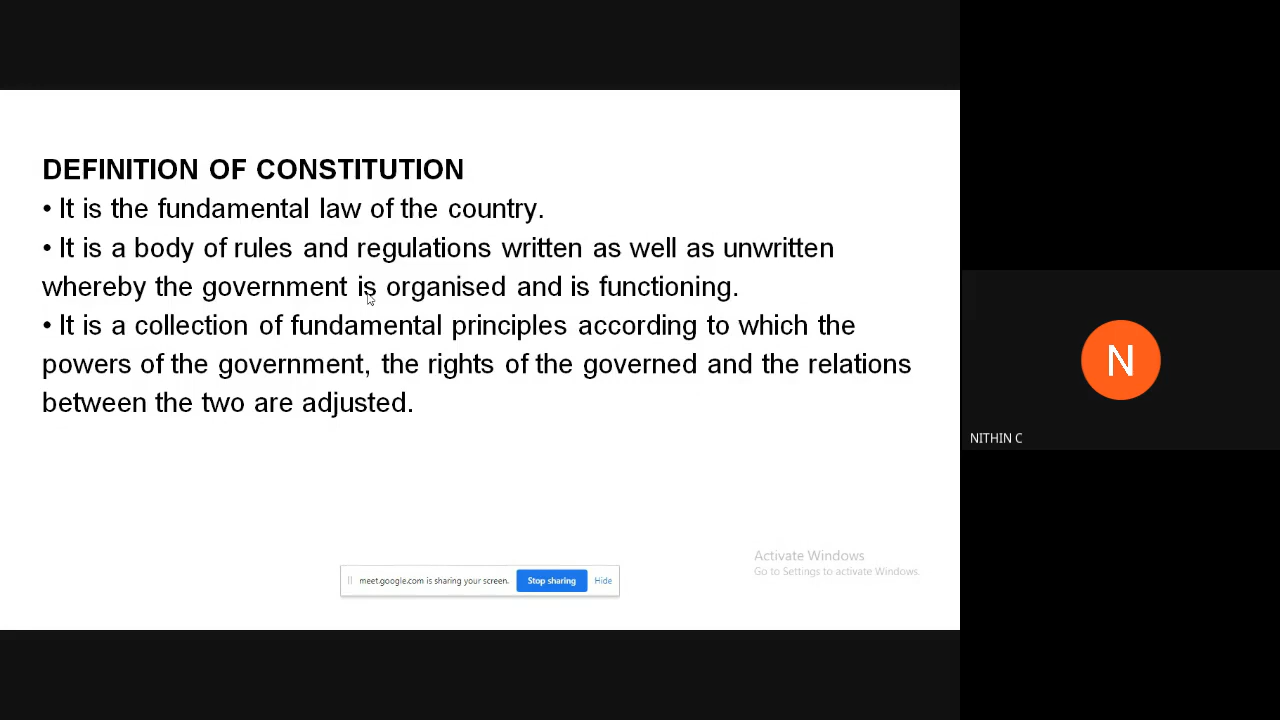 DEFINITION OF CONSTITUTION
• It is the fundamental law of the country.
• It is a body of rules and regulations written as well as unwritten
whereby the government is organised and is functioning.
• It is a collection of fundamental principles according to which the
powers of the government, the rights of the governed and the relations
between the two are adjusted.
N
NITHIN C
Activate Windows
Go to Settings to activate Windows.
meet.google.com is sharing your screen. Stop sharing Hide